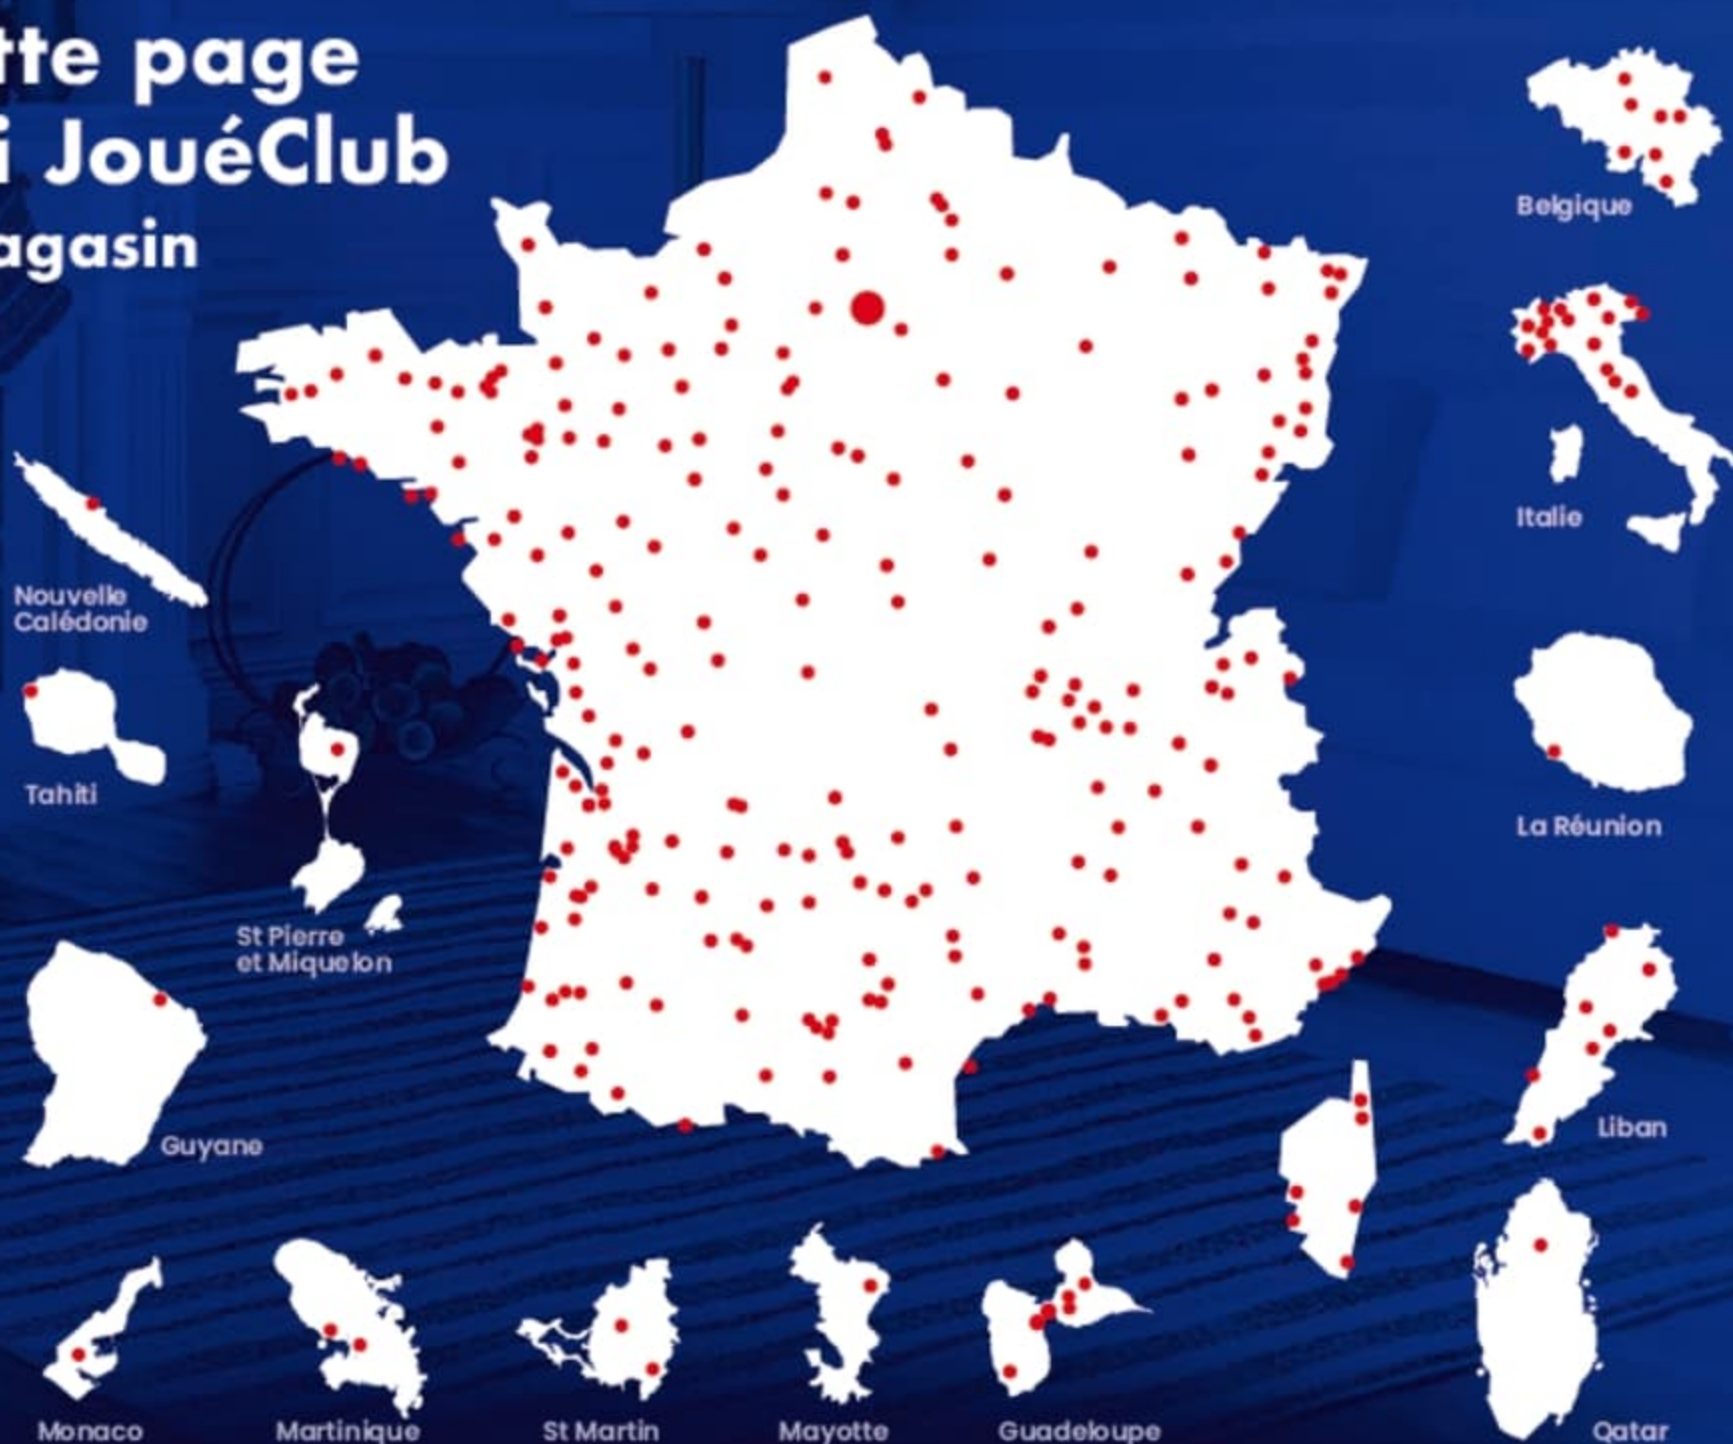 tte page
i JouéClub
agasin
Belgique
Italie
Nouvelle
Calédonie
Tahiti
La Réunion
St Pierre
et Miquelon
Guyane
Liban
Monaco
Martinique
St Martin
Mayotte
Guadeloupe
Qatar